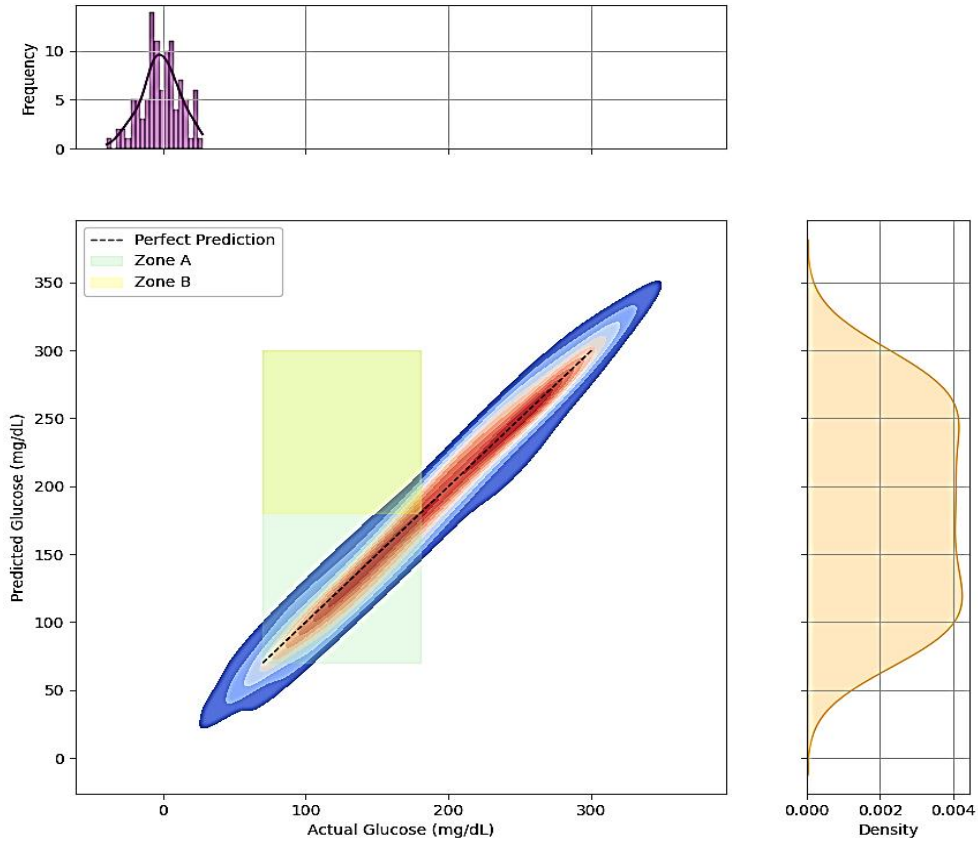 Frequency
10
5
0
Perfect Prediction
Zone A
Zone B
Predicted Glucose (mg/dL)
350
300
250
200
150
100
50
0
0 100 200 300
Actual Glucose (mg/dL)
0.000 0.002 0.004
Density